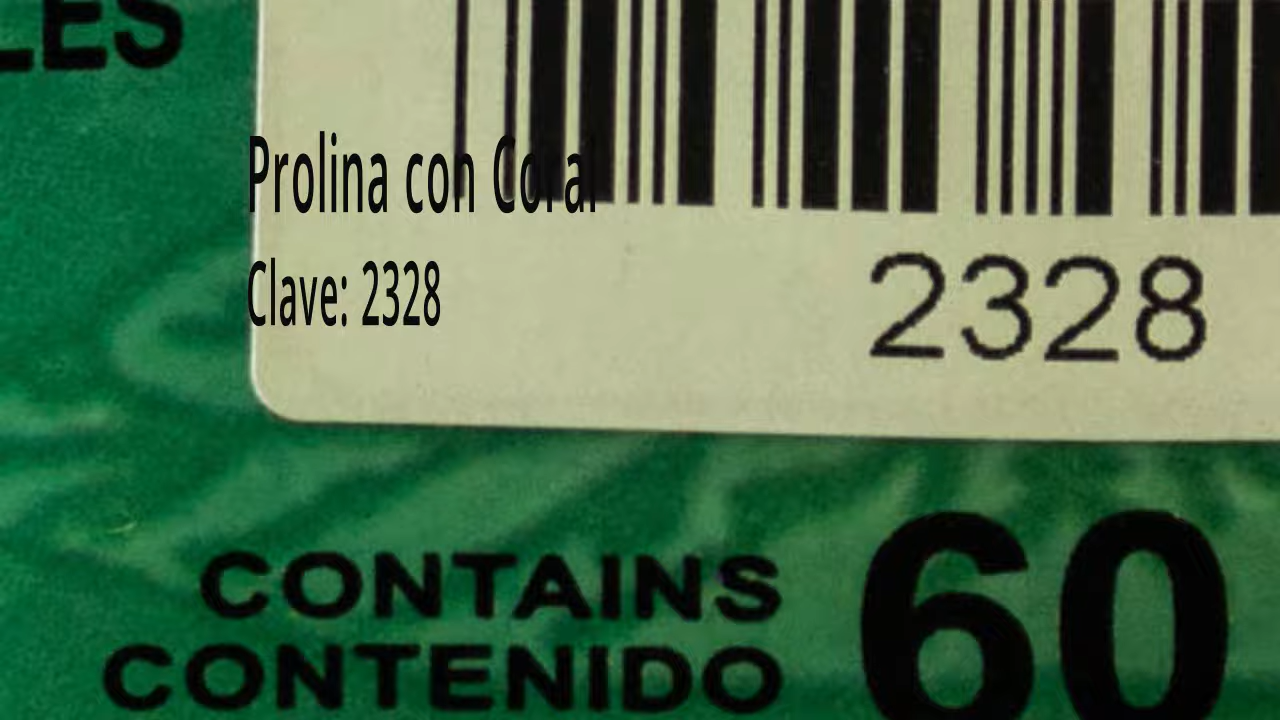 LES
Prolina con Coral
Clave: 2328
2328
CONTAINS
CONTENIDO
60